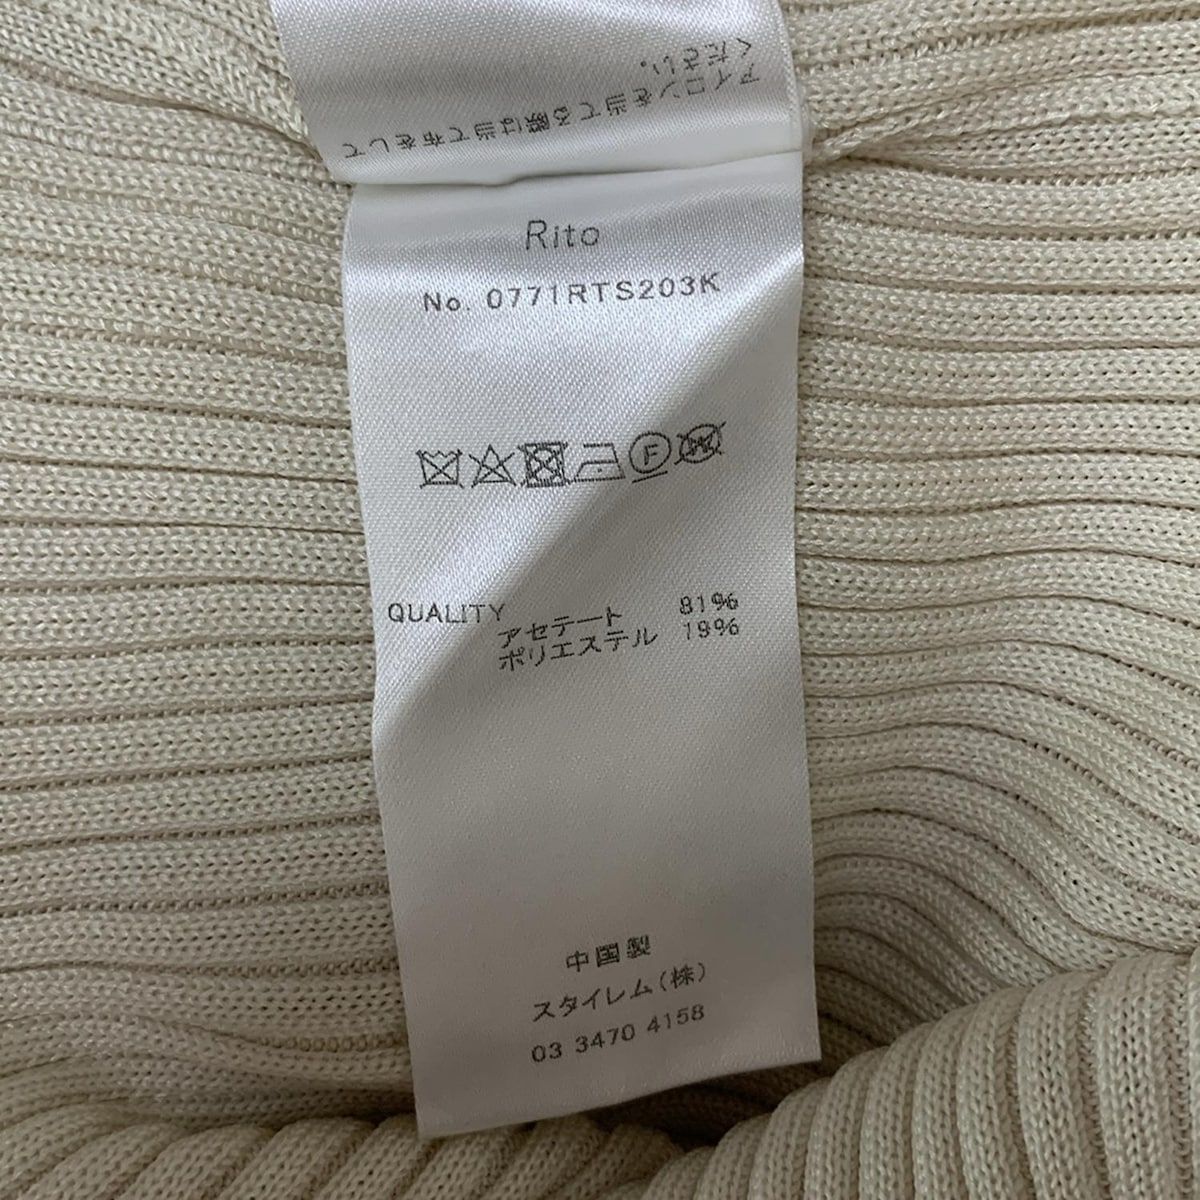 アイロンを当てる際は当て布をして
ください。
Rito
No. 0771RTS203K
F
W
QUALITY
アセテート 81%
ポリエステル 19%
中国製
スタイレム(株)
03 3470 4158